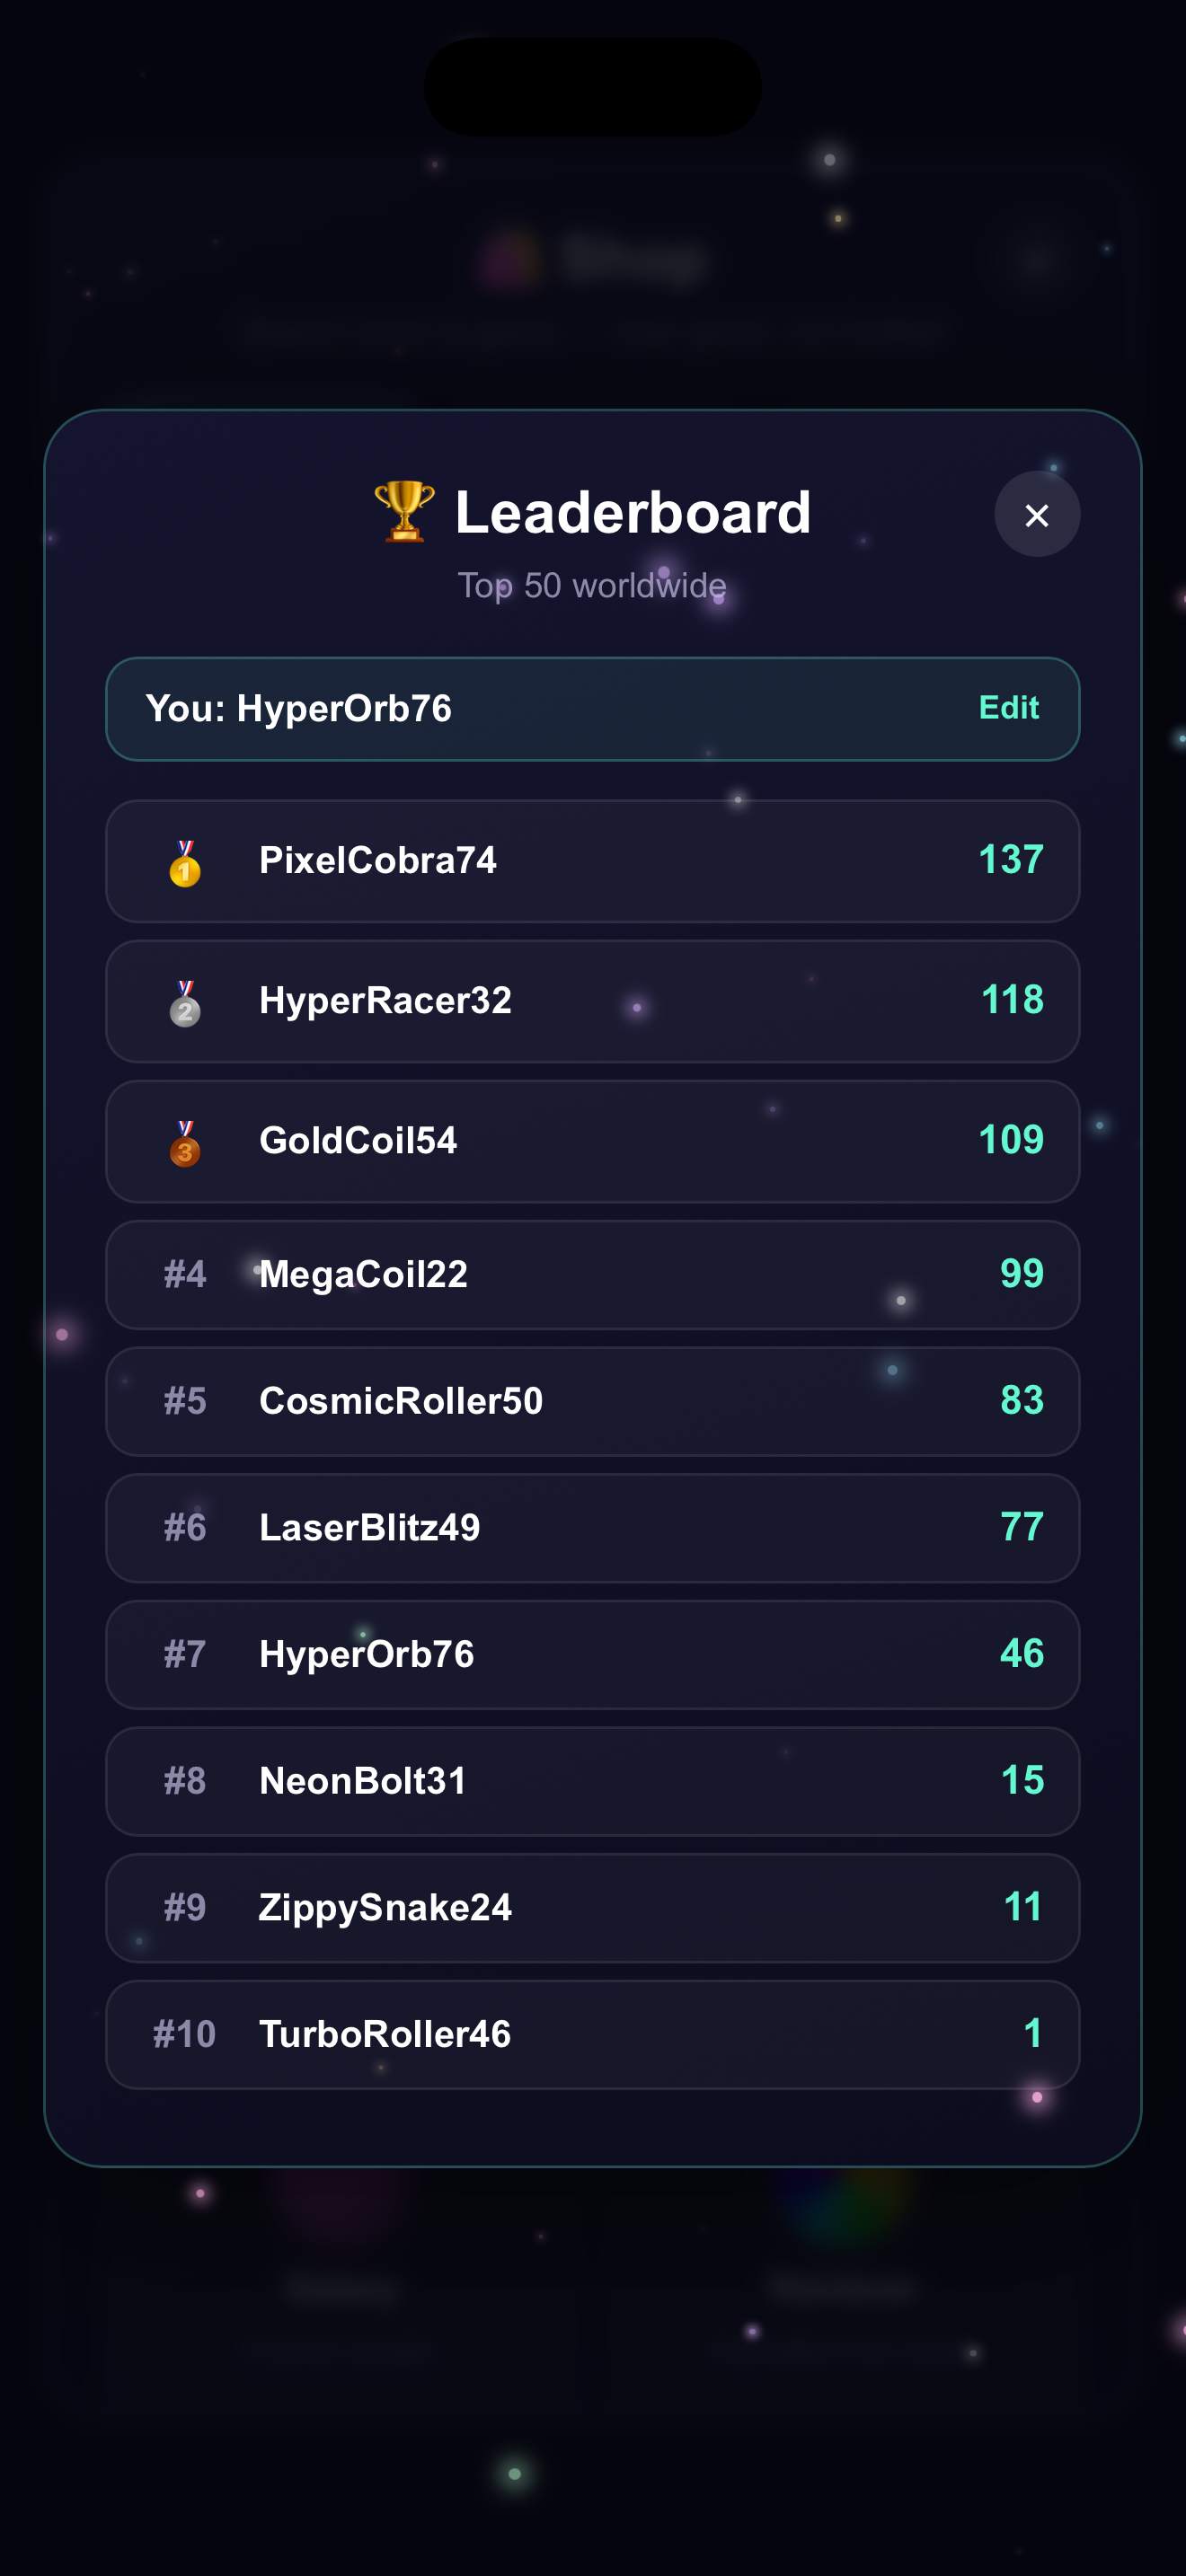 Shop
🏆 Leaderboard
×
Top 50 worldwide
You: HyperOrb76 Edit
🥇 PixelCobra74 137
🥈 HyperRacer32 118
🥉 GoldCoil54 109
#4 MegaCoil22 99
#5 CosmicRoller50 83
#6 LaserBlitz49 77
#7 HyperOrb76 46
#8 NeonBolt31 15
#9 ZippySnake24 11
#10 TurboRoller46 1